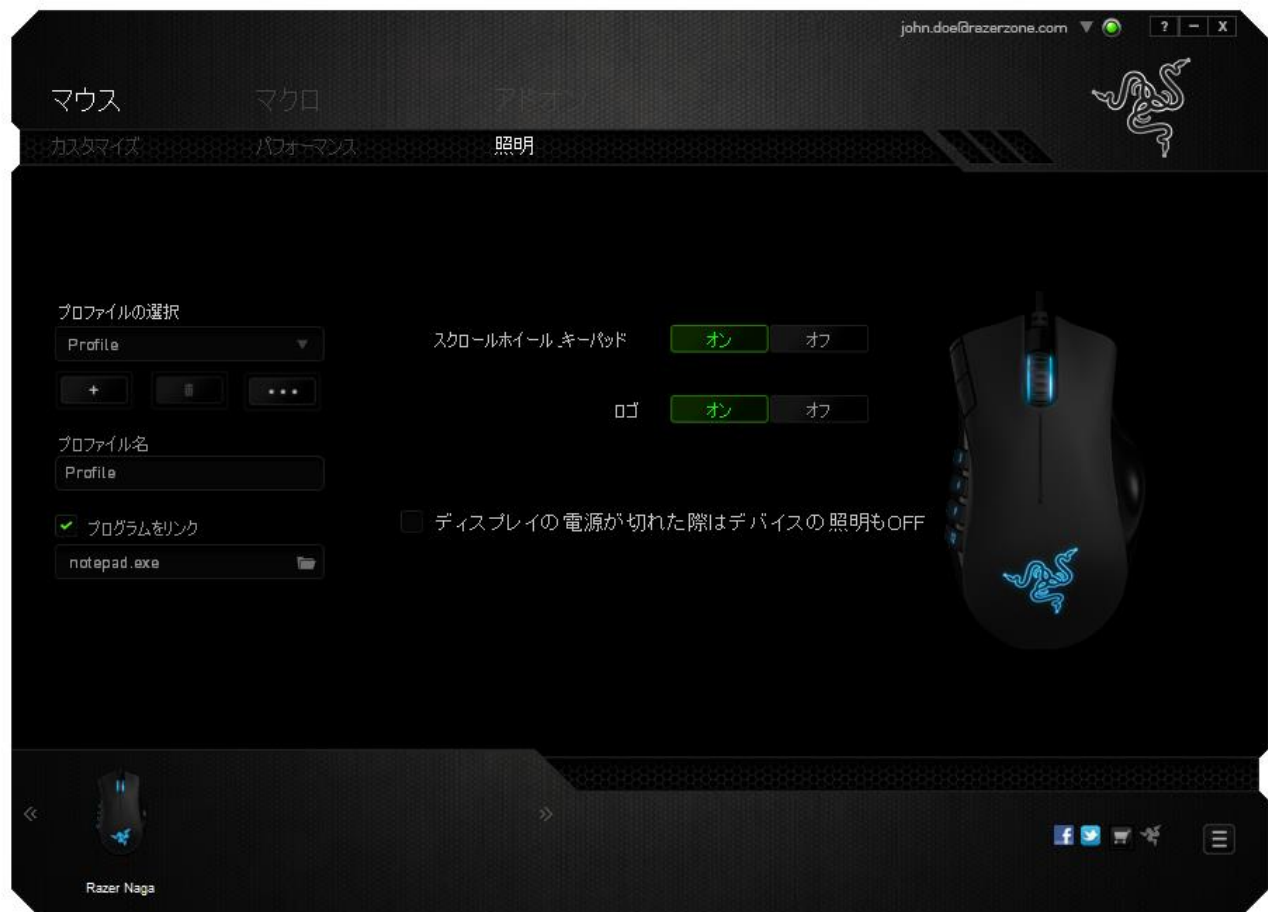 john.doe@razerzone.com
? − X
マウス マクロ アドオン
カスタマイズ パフォーマンス 照明
プロファイルの選択
Profile
+
プロファイル名
Profile
プログラムをリンク
notepad.exe
スクロールホイール_キーパッド オン オフ
ロゴ オン オフ
ディスプレイの電源が切れた際はデバイスの照明もOFF
Razer Naga